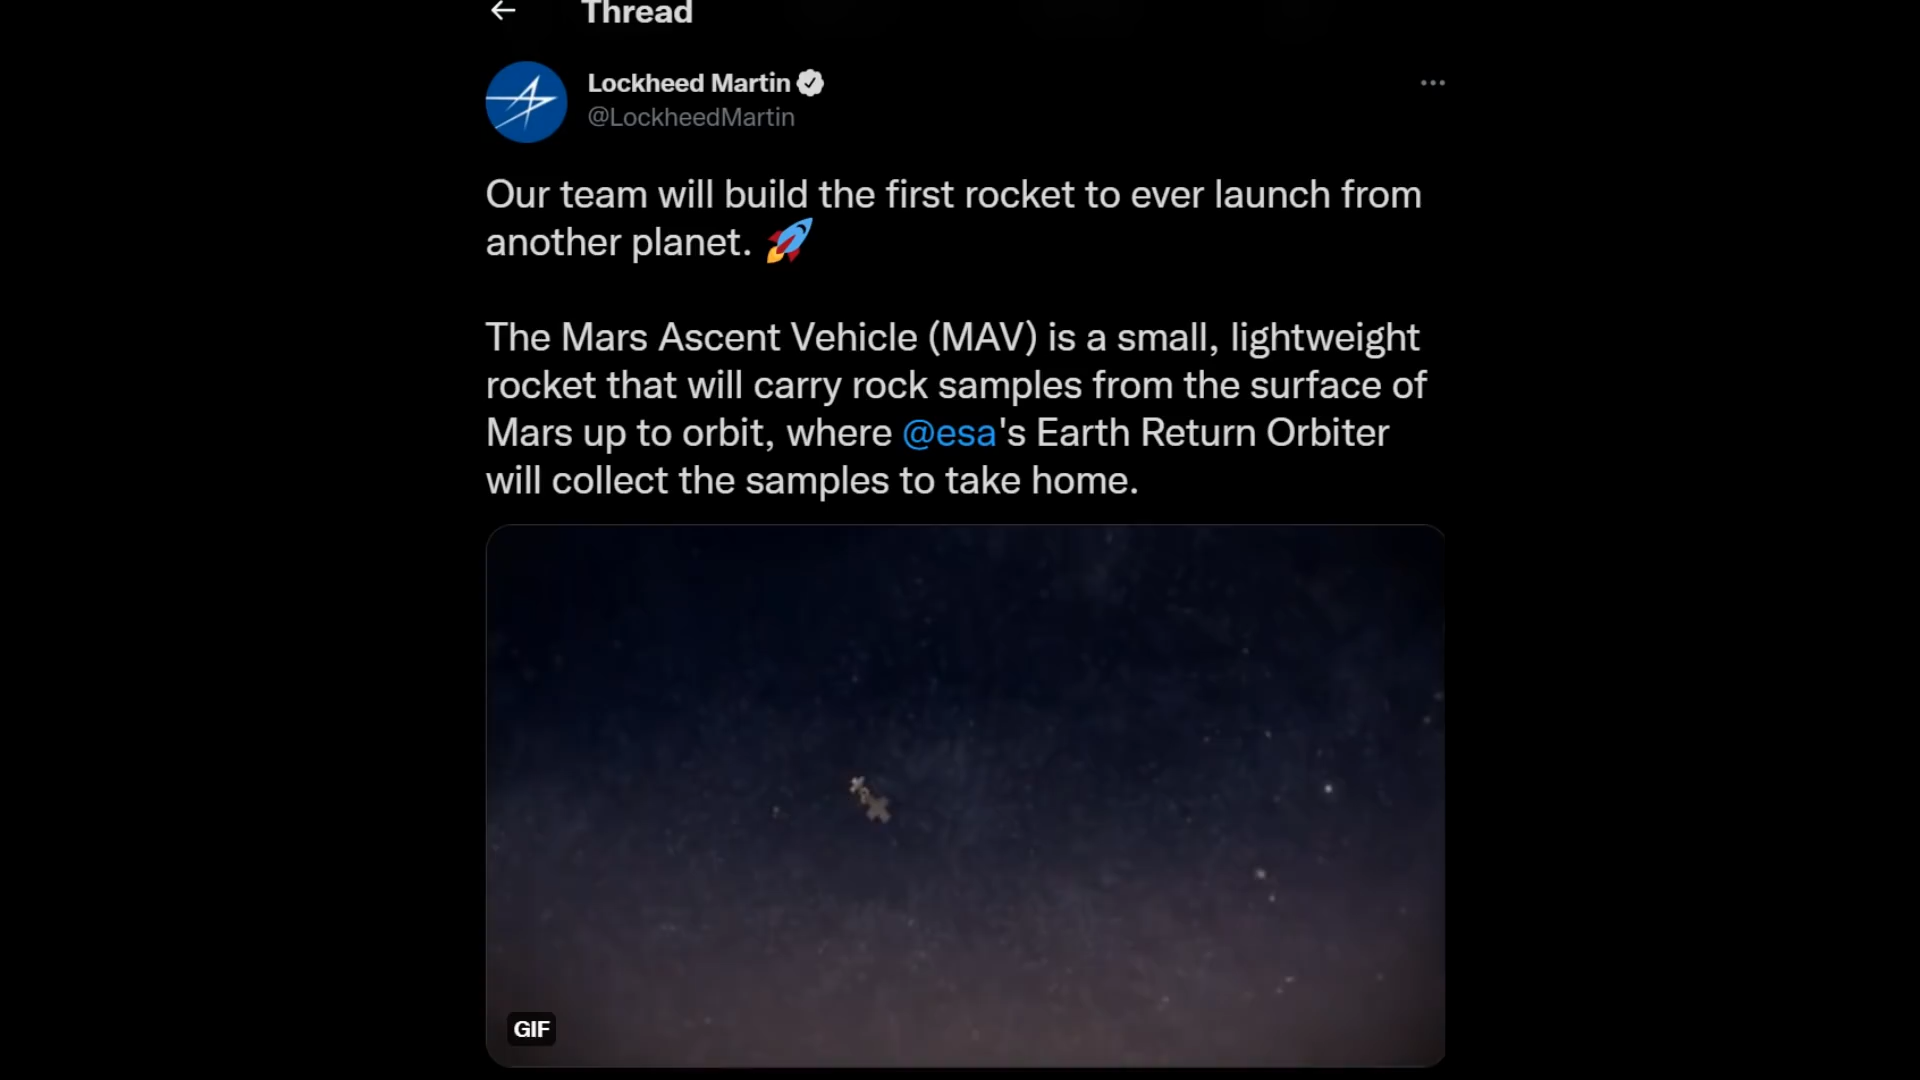 Thread
Lockheed Martin
@LockheedMartin
Our team will build the first rocket to ever launch from
another planet. 🚀
The Mars Ascent Vehicle (MAV) is a small, lightweight
rocket that will carry rock samples from the surface of
Mars up to orbit, where @esa's Earth Return Orbiter
will collect the samples to take home.
GIF